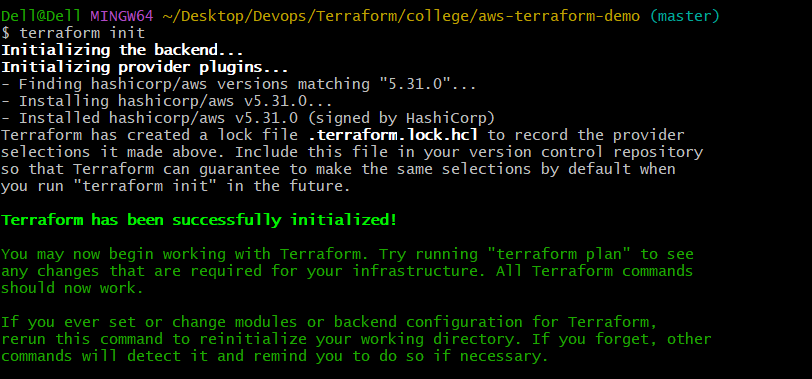 Dell@Dell MINGW64 ~/Desktop/Devops/Terraform/college/aws-terraform-demo (master)
$ terraform init
Initializing the backend...
Initializing provider plugins...
- Finding hashicorp/aws versions matching "5.31.0"...
- Installing hashicorp/aws v5.31.0...
- Installed hashicorp/aws v5.31.0 (signed by HashiCorp)
Terraform has created a lock file .terraform.lock.hcl to record the provider
selections it made above. Include this file in your version control repository
so that Terraform can guarantee to make the same selections by default when
you run "terraform init" in the future.
Terraform has been successfully initialized!
You may now begin working with Terraform. Try running "terraform plan" to see
any changes that are required for your infrastructure. All Terraform commands
should now work.
If you ever set or change modules or backend configuration for Terraform,
rerun this command to reinitialize your working directory. If you forget, other
commands will detect it and remind you to do so if necessary.